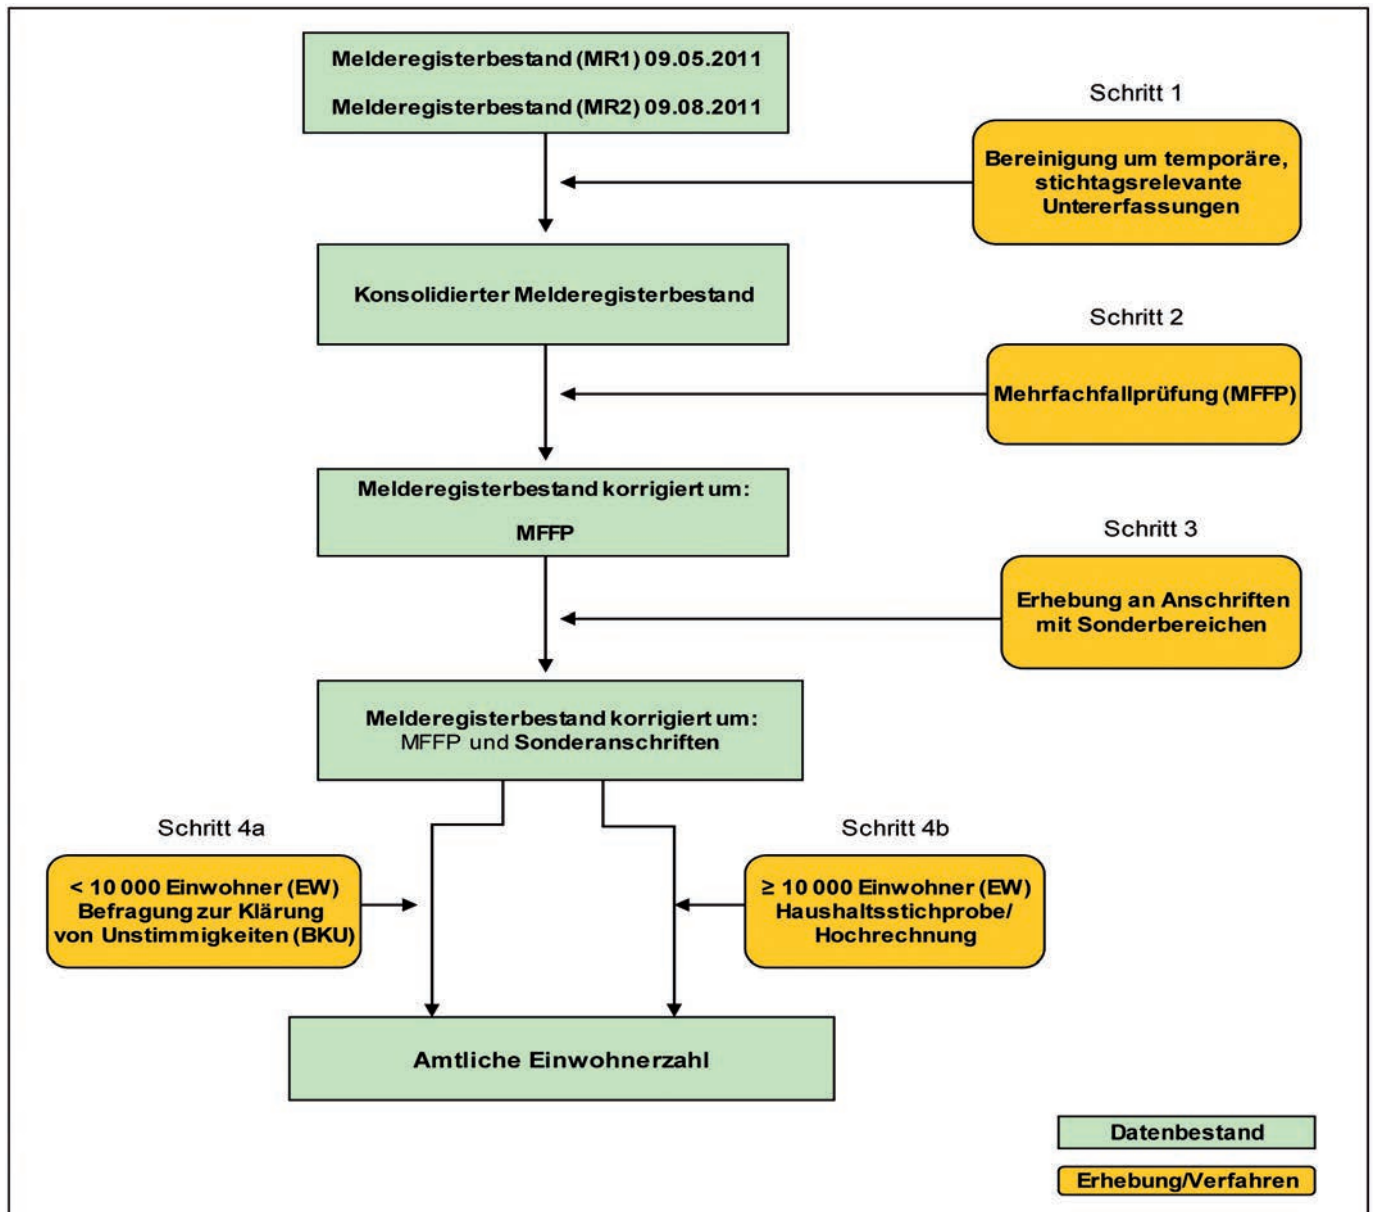 Melderegisterbestand (MR1) 09.05.2011
Melderegisterbestand (MR2) 09.08.2011
Schritt 1
Bereinigung um temporäre,
stichtagsrelevante
Untererfassungen
Konsolidierter Melderegisterbestand
Schritt 2
Mehrfachfallprüfung (MFFP)
Melderegisterbestand korrigiert um:
MFFP
Schritt 3
Erhebung an Anschriften
mit Sonderbereichen
Melderegisterbestand korrigiert um:
MFFP und Sonderanschriften
Schritt 4a
< 10 000 Einwohner (EW)
Befragung zur Klärung
von Unstimmigkeiten (BKU)
Schritt 4b
≥ 10 000 Einwohner (EW)
Haushaltsstichprobe/
Hochrechnung
Amtliche Einwohnerzahl
Datenbestand
Erhebung/Verfahren